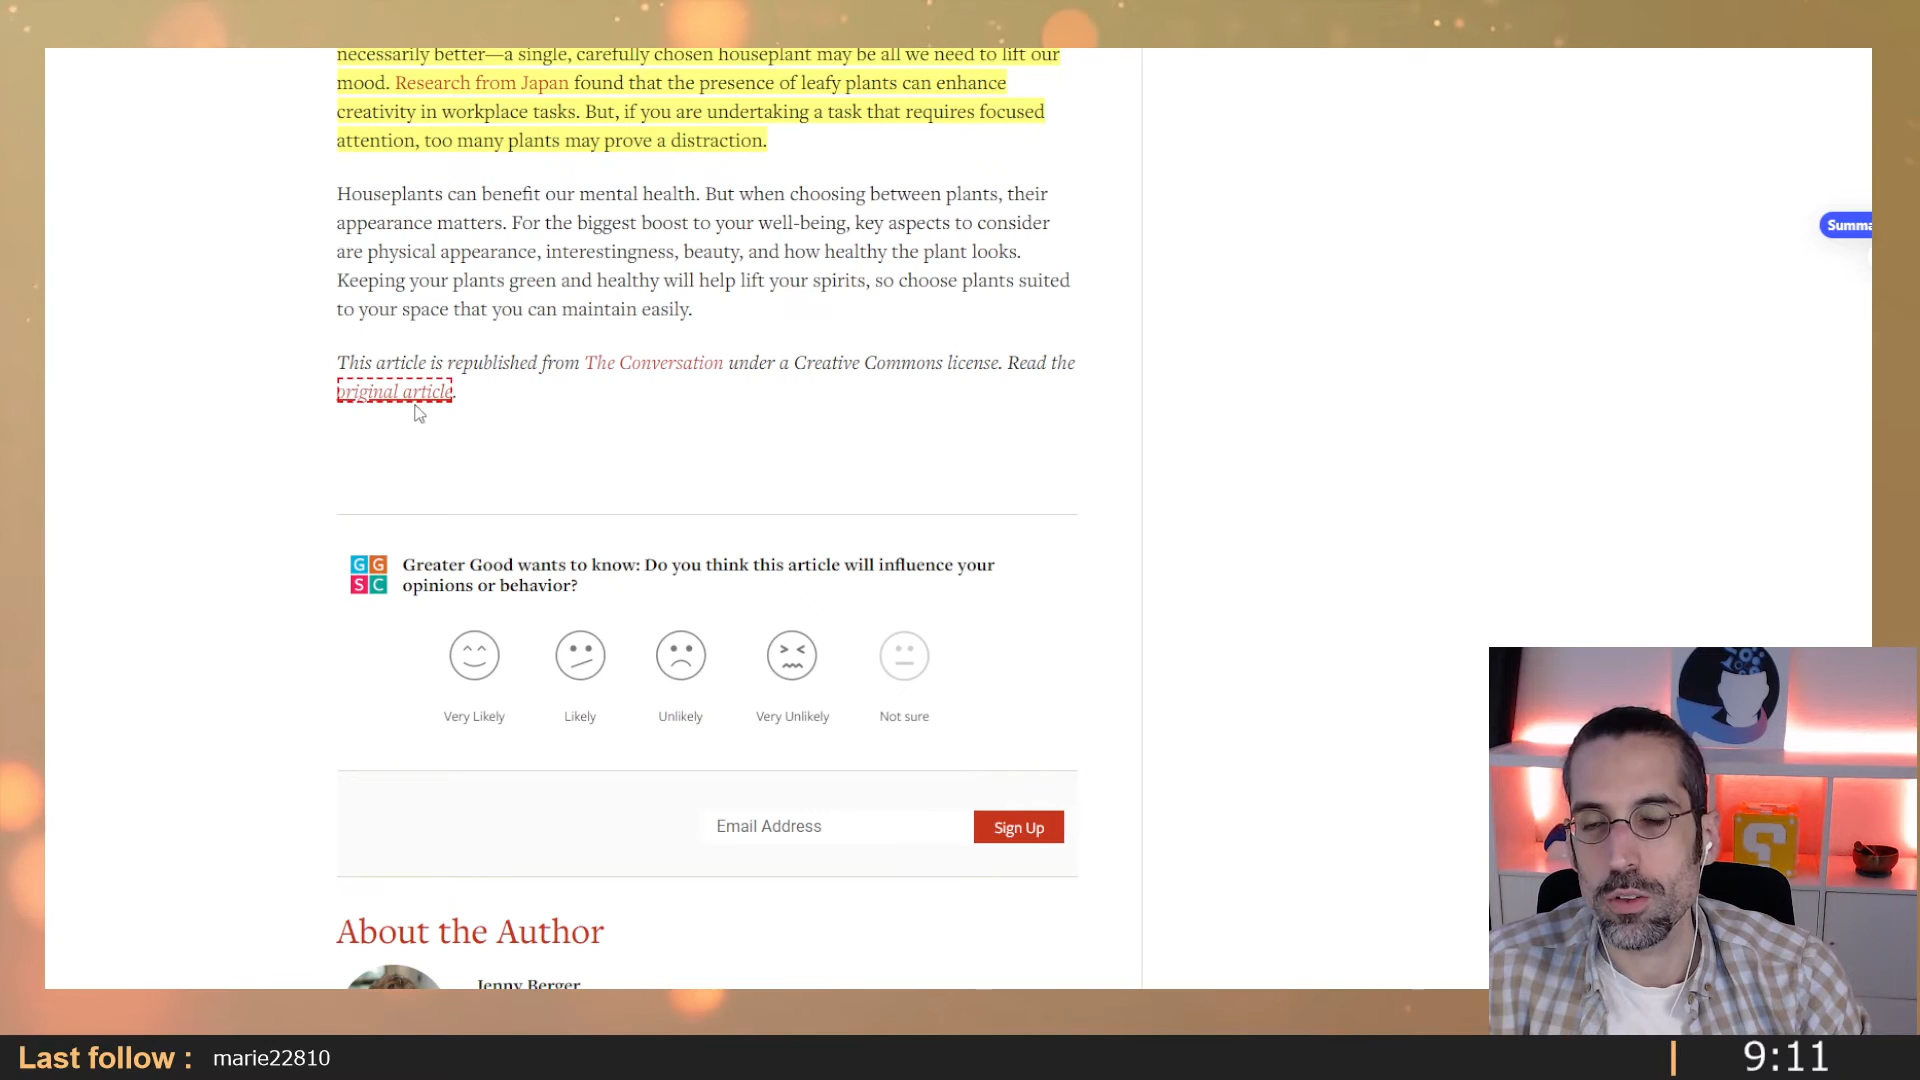 necessarily better—a single, carefully chosen houseplant may be all we need to lift our
mood. Research from Japan found that the presence of leafy plants can enhance
creativity in workplace tasks. But, if you are undertaking a task that requires focused
attention, too many plants may prove a distraction.
Houseplants can benefit our mental health. But when choosing between plants, their
appearance matters. For the biggest boost to your well-being, key aspects to consider
are physical appearance, interestingness, beauty, and how healthy the plant looks.
Keeping your plants green and healthy will help lift your spirits, so choose plants suited
to your space that you can maintain easily.
Summa
This article is republished from The Conversation under a Creative Commons license. Read the
original article.
G G
S C
Greater Good wants to know: Do you think this article will influence your
opinions or behavior?
Very Likely
Likely
Unlikely
Very Unlikely
Not sure
Email Address
Sign Up
About the Author
Jenny Berger
?
Last follow :
marie22810
9:11